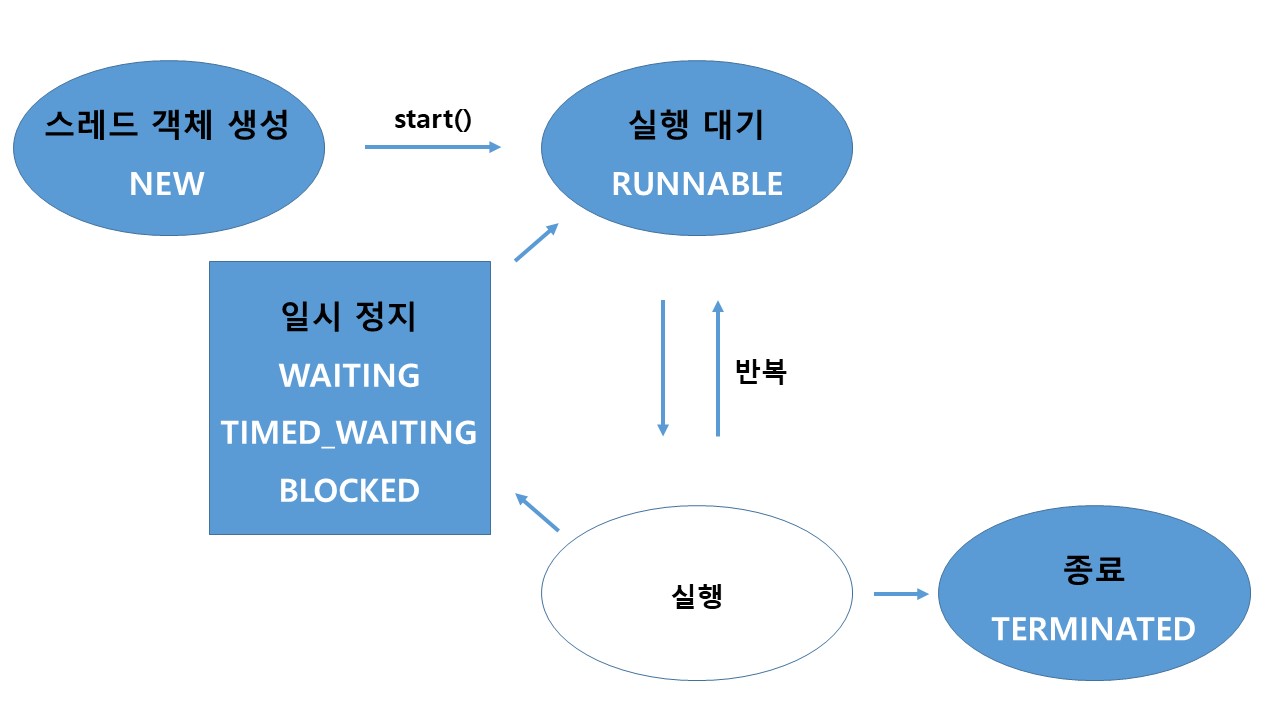 스레드 객체 생성
NEW
start()
실행 대기
RUNNABLE
일시 정지
WAITING
TIMED_WAITING
BLOCKED
반복
실행
종료
TERMINATED